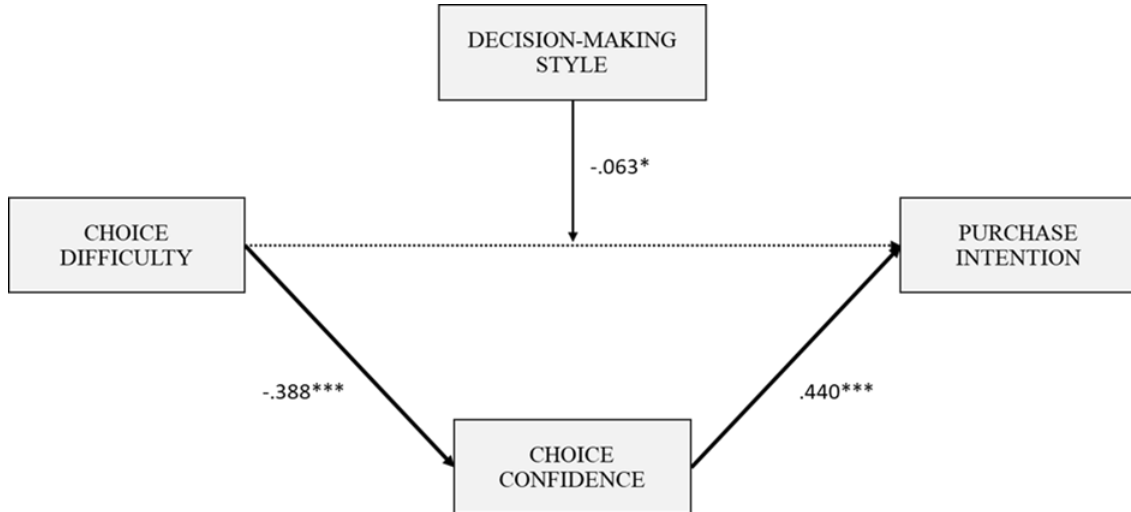 DECISION-MAKING
STYLE
-.063*
CHOICE
DIFFICULTY
PURCHASE
INTENTION
-.388***
.440***
CHOICE
CONFIDENCE